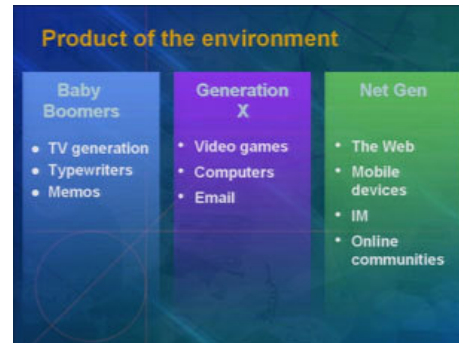 Product of the environment
Baby
Boomers
● TV generation
● Typewriters
● Memos
Generation
X
• Video games
• Computers
• Email
Net Gen
• The Web
• Mobile
devices
• IM
• Online
communities